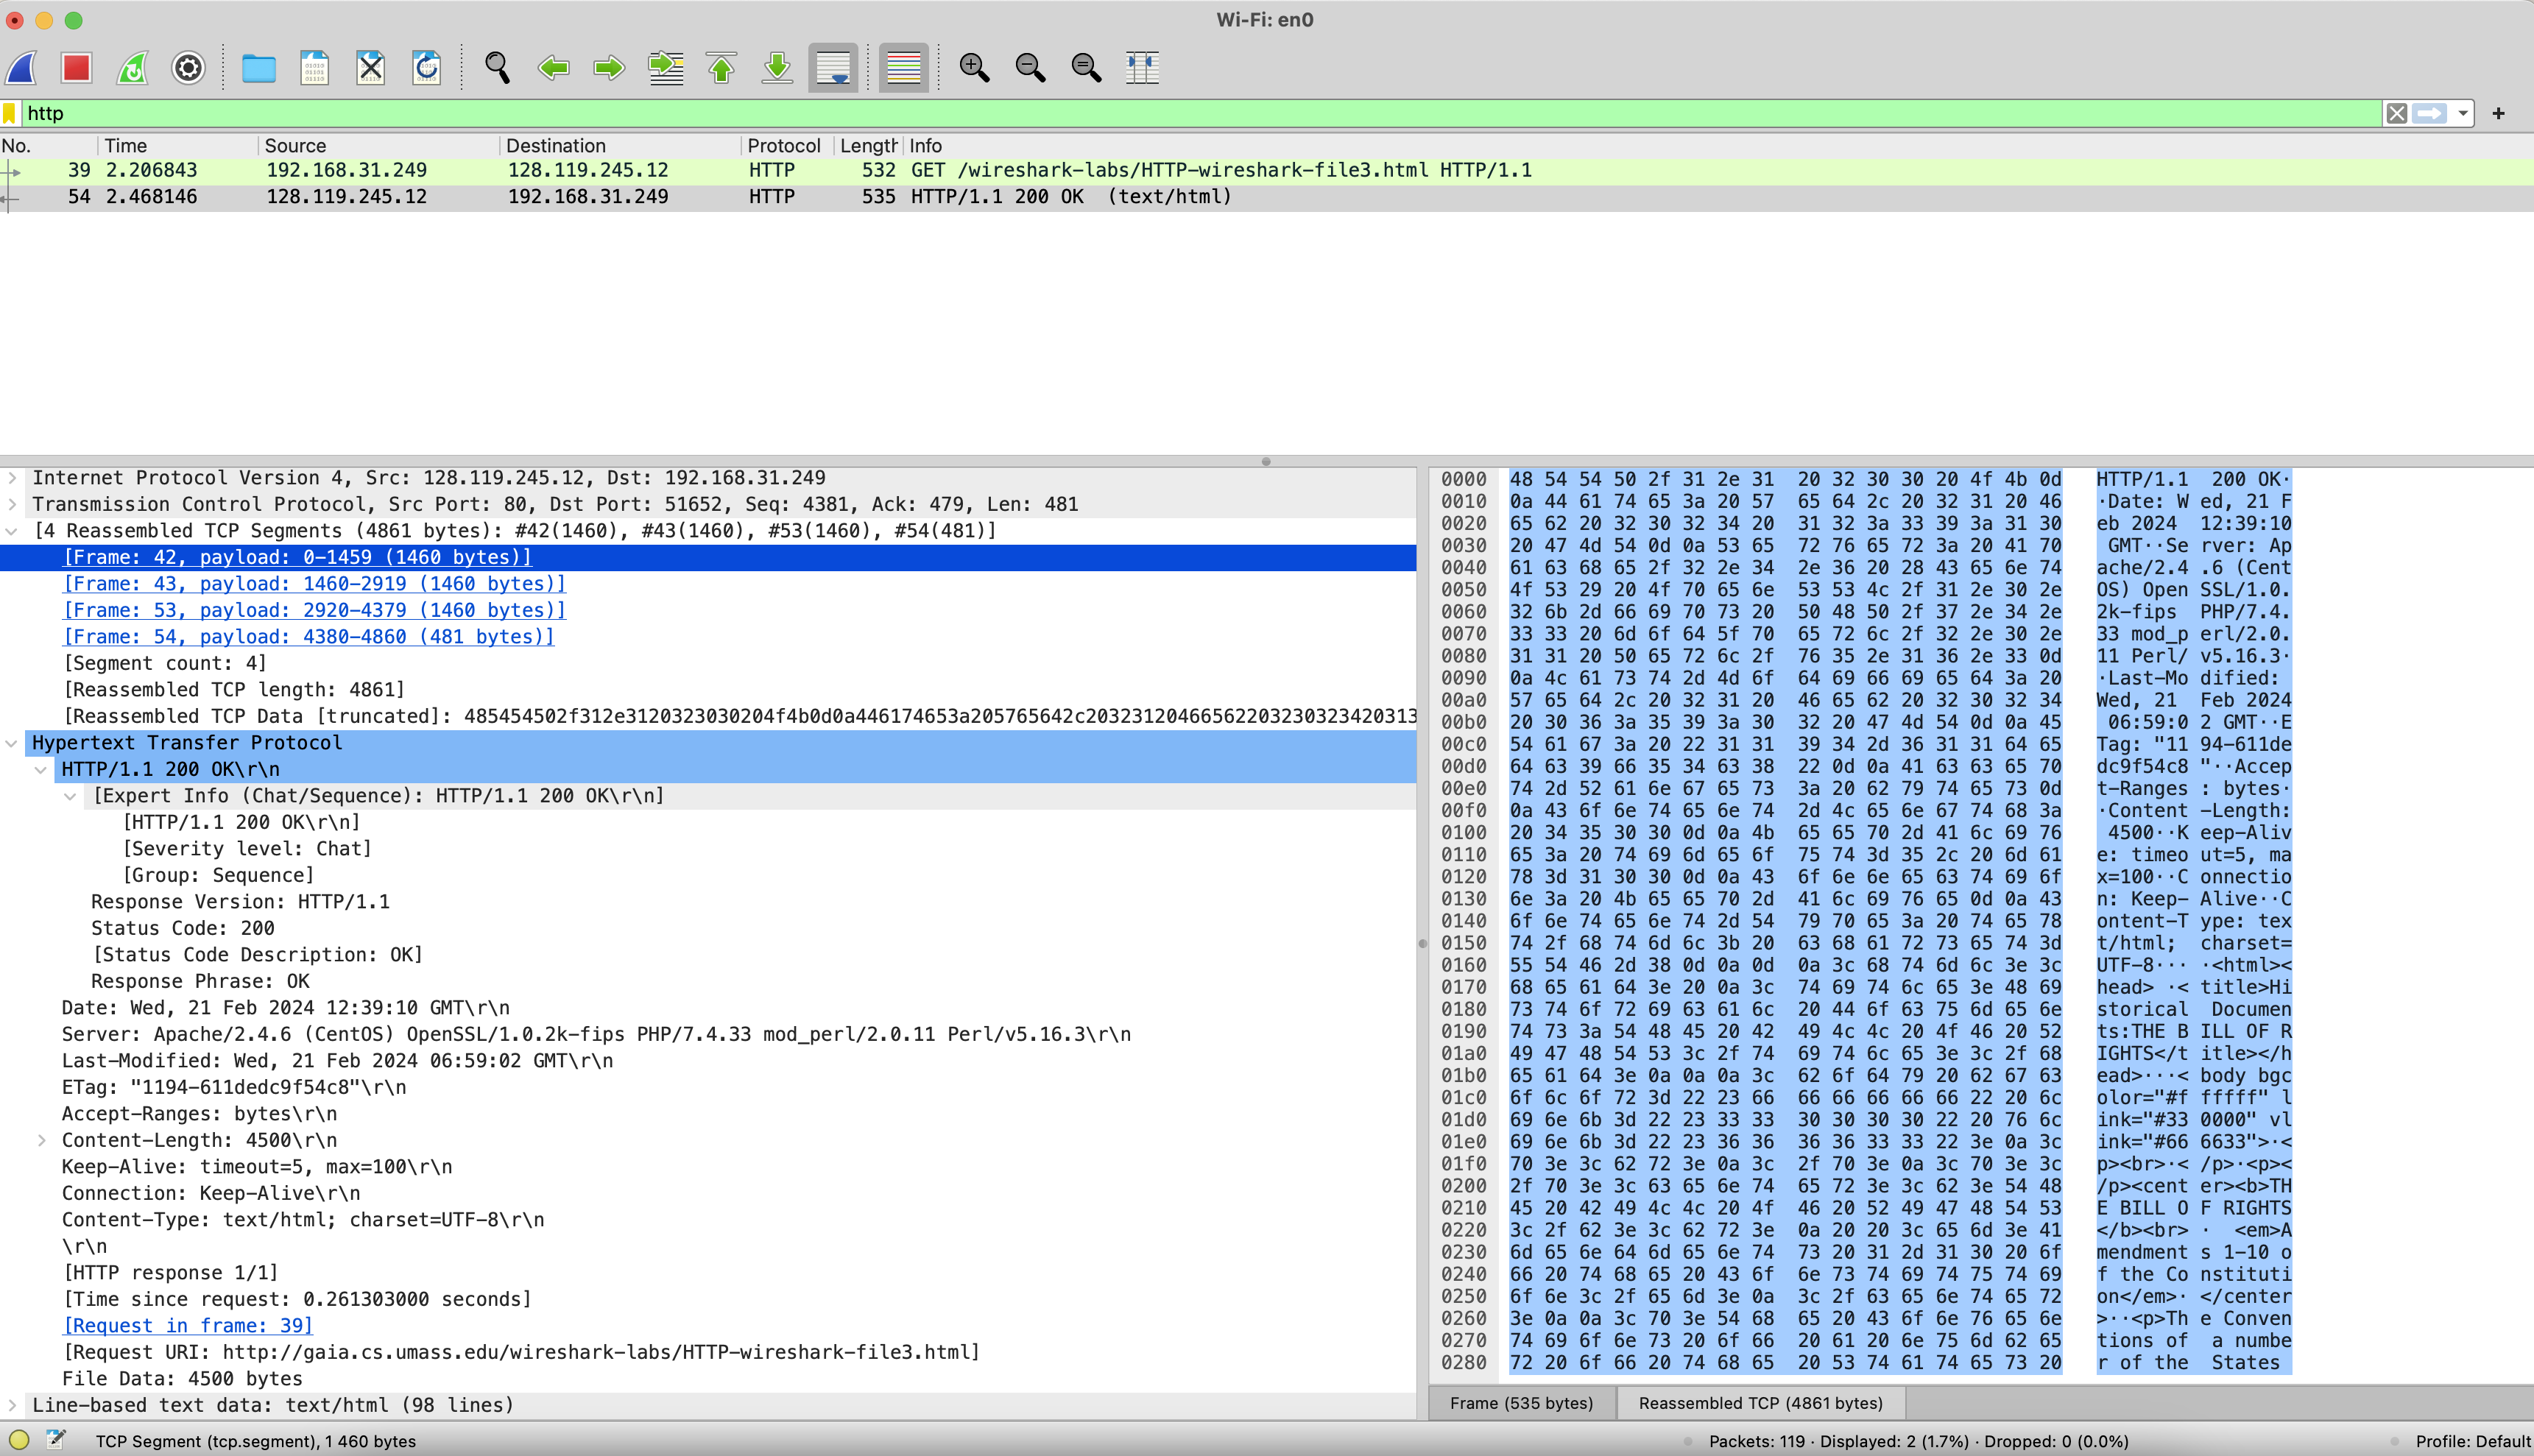 Wi-Fi: en0
http
No. Time Source Destination Protocol Length Info
39 2.206843 192.168.31.249 128.119.245.12 HTTP 532 GET /wireshark-labs/HTTP-wireshark-file3.html HTTP/1.1
54 2.468146 128.119.245.12 192.168.31.249 HTTP 535 HTTP/1.1 200 OK (text/html)
Internet Protocol Version 4, Src: 128.119.245.12, Dst: 192.168.31.249
Transmission Control Protocol, Src Port: 80, Dst Port: 51652, Seq: 4381, Ack: 479, Len: 481
[4 Reassembled TCP Segments (4861 bytes): #42(1460), #43(1460), #53(1460), #54(481)]
[Frame: 42, payload: 0-1459 (1460 bytes)]
[Frame: 43, payload: 1460-2919 (1460 bytes)]
[Frame: 53, payload: 2920-4379 (1460 bytes)]
[Frame: 54, payload: 4380-4860 (481 bytes)]
[Segment count: 4]
[Reassembled TCP length: 4861]
[Reassembled TCP Data [truncated]: 485454502f312e3120323030204f4b0d0a446174653a205765642c20323120466562203230323420313
Hypertext Transfer Protocol
HTTP/1.1 200 OK\r\n
[Expert Info (Chat/Sequence): HTTP/1.1 200 OK\r\n]
[HTTP/1.1 200 OK\r\n]
[Severity level: Chat]
[Group: Sequence]
Response Version: HTTP/1.1
Status Code: 200
[Status Code Description: OK]
Response Phrase: OK
Date: Wed, 21 Feb 2024 12:39:10 GMT\r\n
Server: Apache/2.4.6 (CentOS) OpenSSL/1.0.2k-fips PHP/7.4.33 mod_perl/2.0.11 Perl/v5.16.3\r\n
Last-Modified: Wed, 21 Feb 2024 06:59:02 GMT\r\n
ETag: "1194-611dedc9f54c8"\r\n
Accept-Ranges: bytes\r\n
Content-Length: 4500\r\n
Keep-Alive: timeout=5, max=100\r\n
Connection: Keep-Alive\r\n
Content-Type: text/html; charset=UTF-8\r\n
\r\n
[HTTP response 1/1]
[Time since request: 0.261303000 seconds]
[Request in frame: 39]
[Request URI: http://gaia.cs.umass.edu/wireshark-labs/HTTP-wireshark-file3.html]
File Data: 4500 bytes
Line-based text data: text/html (98 lines)
0000 48 54 54 50 2f 31 2e 31 20 32 30 30 20 4f 4b 0d HTTP/1.1 200 OK·
0010 0a 44 61 74 65 3a 20 57 65 64 2c 20 32 31 20 46 ·Date: W ed, 21 F
0020 65 62 20 32 30 32 34 20 31 32 3a 33 39 3a 31 30 eb 2024 12:39:10
0030 20 47 4d 54 0d 0a 53 65 72 76 65 72 3a 20 41 70 GMT··Se rver: Ap
0040 61 63 68 65 2f 32 2e 34 2e 36 20 28 43 65 6e 74 ache/2.4 .6 (Cent
0050 4f 53 29 20 4f 70 65 6e 53 53 4c 2f 31 2e 30 2e OS) Open SSL/1.0.
0060 32 6b 2d 66 69 70 73 20 50 48 50 2f 37 2e 34 2e 2k-fips PHP/7.4.
0070 33 33 20 6d 6f 64 5f 70 65 72 6c 2f 32 2e 30 2e 33 mod_p erl/2.0.
0080 31 31 20 50 65 72 6c 2f 76 35 2e 31 36 2e 33 0d 11 Perl/ v5.16.3·
0090 0a 4c 61 73 74 2d 4d 6f 64 69 66 69 65 64 3a 20 ·Last-Mo dified:
00a0 57 65 64 2c 20 32 31 20 46 65 62 20 32 30 32 34 Wed, 21 Feb 2024
00b0 20 30 36 3a 35 39 3a 30 32 20 47 4d 54 0d 0a 45 06:59:0 2 GMT··E
00c0 54 61 67 3a 20 22 31 31 39 34 2d 36 31 31 64 65 Tag: "11 94-611de
00d0 64 63 39 66 35 34 63 38 22 0d 0a 41 63 63 65 70 dc9f54c8 "··Accep
00e0 74 2d 52 61 6e 67 65 73 3a 20 62 79 74 65 73 0d t-Ranges : bytes·
00f0 0a 43 6f 6e 74 65 6e 74 2d 4c 65 6e 67 74 68 3a ·Content -Length:
0100 20 34 35 30 30 0d 0a 4b 65 65 70 2d 41 6c 69 76 4500··K eep-Aliv
0110 65 3a 20 74 69 6d 65 6f 75 74 3d 35 2c 20 6d 61 e: timeo ut=5, ma
0120 78 3d 31 30 30 0d 0a 43 6f 6e 6e 65 63 74 69 6f x=100··C onnectio
0130 6e 3a 20 4b 65 65 70 2d 41 6c 69 76 65 0d 0a 43 n: Keep- Alive··C
0140 6f 6e 74 65 6e 74 2d 54 79 70 65 3a 20 74 65 78 ontent-T ype: tex
0150 74 2f 68 74 6d 6c 3b 20 63 68 61 72 73 65 74 3d t/html; charset=
0160 55 54 46 2d 38 0d 0a 0d 0a 3c 68 74 6d 6c 3e 3c UTF-8··· ·<html><
0170 68 65 61 64 3e 20 0a 3c 74 69 74 6c 65 3e 48 69 head> ·< title>Hi
0180 73 74 6f 72 69 63 61 6c 20 44 6f 63 75 6d 65 6e storical Documen
0190 74 73 3a 54 48 45 20 42 49 4c 4c 20 4f 46 20 52 ts:THE B ILL OF R
01a0 49 47 48 54 53 3c 2f 74 69 74 6c 65 3e 3c 2f 68 IGHTS</t itle></h
01b0 65 61 64 3e 0a 0a 0a 3c 62 6f 64 79 20 62 67 63 ead>···< body bgc
01c0 6f 6c 6f 72 3d 22 23 66 66 66 66 66 66 22 20 6c olor="#f fffff" l
01d0 69 6e 6b 3d 22 23 33 33 30 30 30 30 22 20 76 6c ink="#33 0000" vl
01e0 69 6e 6b 3d 22 23 36 36 36 36 33 33 22 3e 0a 3c ink="#66 6633">·<
01f0 70 3e 3c 62 72 3e 0a 3c 2f 70 3e 0a 3c 70 3e 3c p><br>·< /p>·<p><
0200 2f 70 3e 3c 63 65 6e 74 65 72 3e 3c 62 3e 54 48 /p><cent er><b>TH
0210 45 20 42 49 4c 4c 20 4f 46 20 52 49 47 48 54 53 E BILL O F RIGHTS
0220 3c 2f 62 3e 3c 62 72 3e 0a 20 20 3c 65 6d 3e 41 </b><br> · <em>A
0230 6d 65 6e 64 6d 65 6e 74 73 20 31 2d 31 30 20 6f mendment s 1-10 o
0240 66 20 74 68 65 20 43 6f 6e 73 74 69 74 75 74 69 f the Co nstituti
0250 6f 6e 3c 2f 65 6d 3e 0a 3c 2f 63 65 6e 74 65 72 on</em>· </center
0260 3e 0a 0a 3c 70 3e 54 68 65 20 43 6f 6e 76 65 6e >··<p>Th e Conven
0270 74 69 6f 6e 73 20 6f 66 20 61 20 6e 75 6d 62 65 tions of a numbe
0280 72 20 6f 66 20 74 68 65 20 53 74 61 74 65 73 20 r of the States
Frame (535 bytes) Reassembled TCP (4861 bytes)
TCP Segment (tcp.segment), 1 460 bytes Packets: 119 · Displayed: 2 (1.7%) · Dropped: 0 (0.0%) Profile: Default